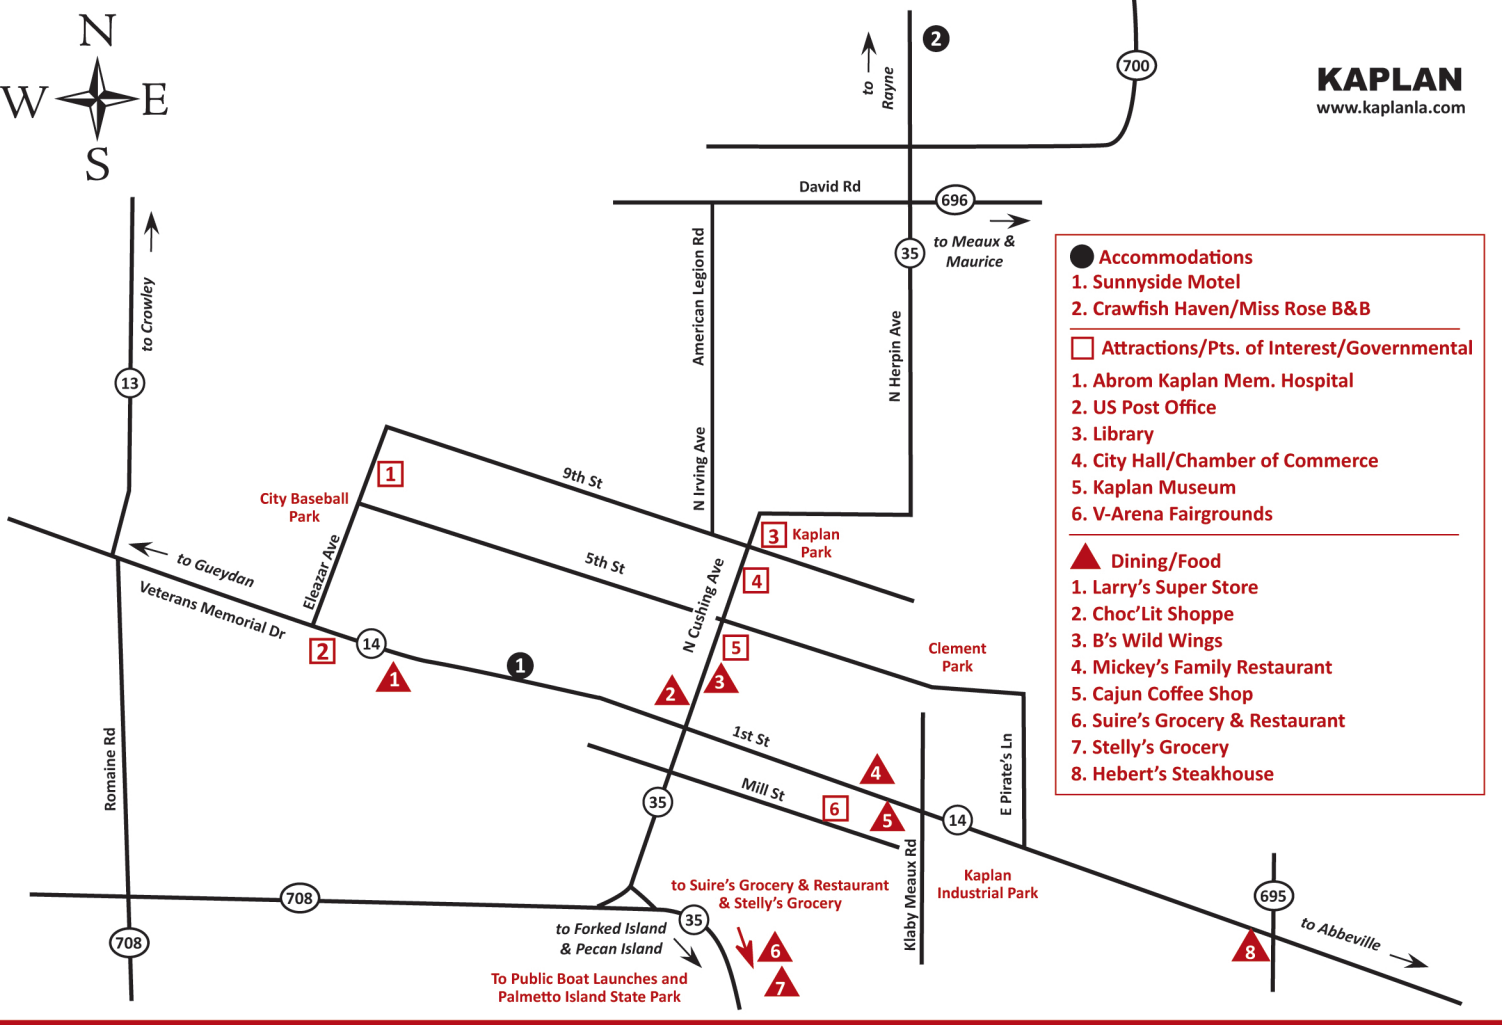 N
W
E
S
KAPLAN
www.kaplanla.com
2
to
Rayne
700
David Rd
696
to Meaux &
Maurice
35
American Legion Rd
N Herpin Ave
N Irving Ave
to Crowley
13
Accommodations
1. Sunnyside Motel
2. Crawfish Haven/Miss Rose B&B
Attractions/Pts. of Interest/Governmental
1. Abrom Kaplan Mem. Hospital
2. US Post Office
3. Library
4. City Hall/Chamber of Commerce
5. Kaplan Museum
6. V-Arena Fairgrounds
Dining/Food
1. Larry's Super Store
2. Choc'Lit Shoppe
3. B's Wild Wings
4. Mickey's Family Restaurant
5. Cajun Coffee Shop
6. Suire's Grocery & Restaurant
7. Stelly's Grocery
8. Hebert's Steakhouse
1
9th St
City Baseball
Park
3
Kaplan
Park
to Gueydan
Eleazar Ave
5th St
N Cushing Ave
4
Veterans Memorial Dr
2
14
1
1
5
2
3
Clement
Park
Romaine Rd
1st St
Mill St
4
6
5
14
E Pirate's Ln
35
Klaby Meaux Rd
Kaplan
Industrial Park
708
708
to Suire's Grocery & Restaurant
& Stelly's Grocery
35
to Forked Island
& Pecan Island
6
7
To Public Boat Launches and
Palmetto Island State Park
695
to Abbeville
8